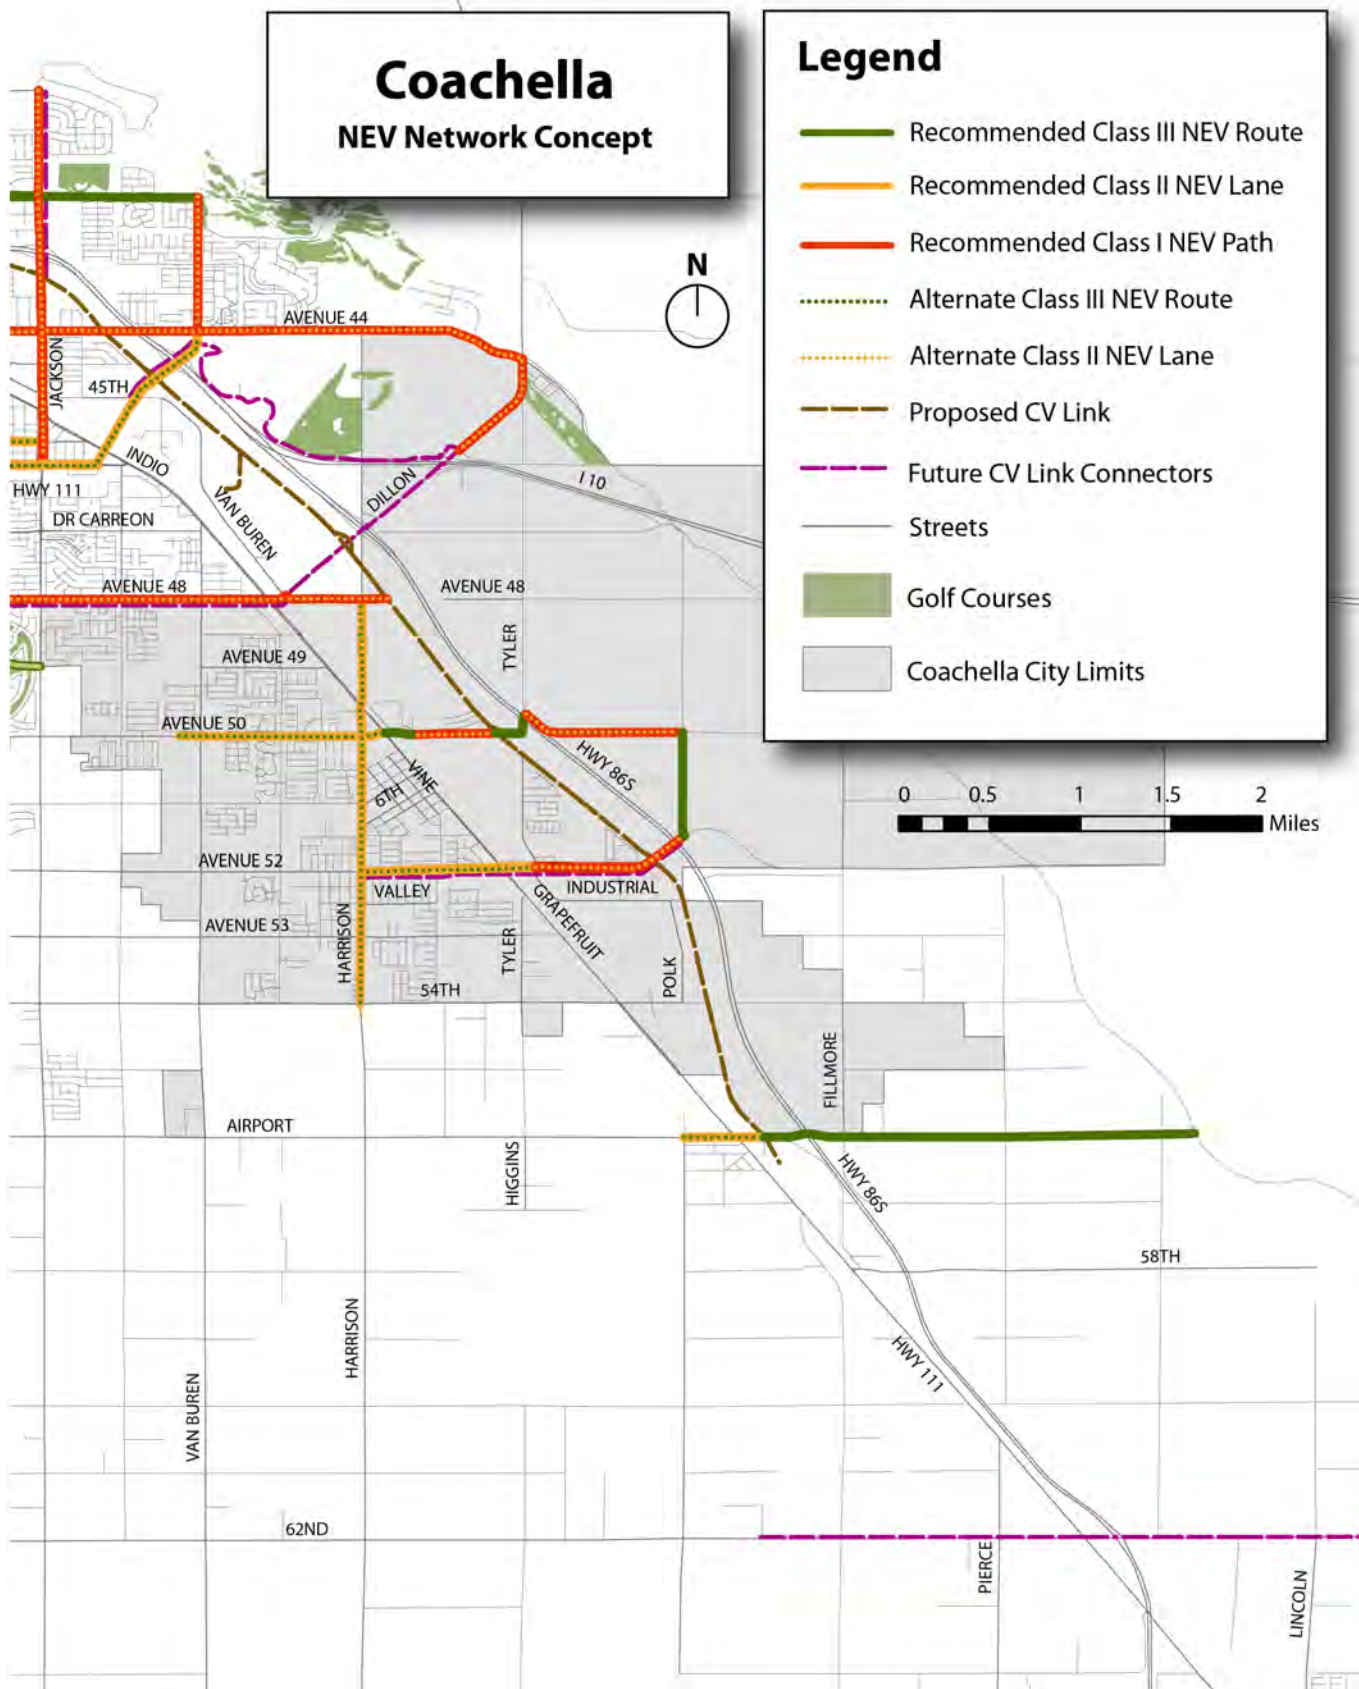 Coachella
NEV Network Concept
Legend
Recommended Class III NEV Route
Recommended Class II NEV Lane
Recommended Class I NEV Path
Alternate Class III NEV Route
Alternate Class II NEV Lane
Proposed CV Link
Future CV Link Connectors
Streets
Golf Courses
Coachella City Limits
N
0 0.5 1 1.5 2
Miles
AVENUE 44
JACKSON
45TH
INDIO
HWY 111
VAN BUREN
DILLON
I 10
DR CARREON
AVENUE 48
AVENUE 48
TYLER
AVENUE 49
AVENUE 50
HWY 86S
VINE
6TH
AVENUE 52
VALLEY
INDUSTRIAL
GRAPEFRUIT
AVENUE 53
HARRISON
TYLER
POLK
54TH
FILLMORE
AIRPORT
HIGGINS
HWY 86S
58TH
HARRISON
HWY 111
VAN BUREN
62ND
PIERCE
LINCOLN